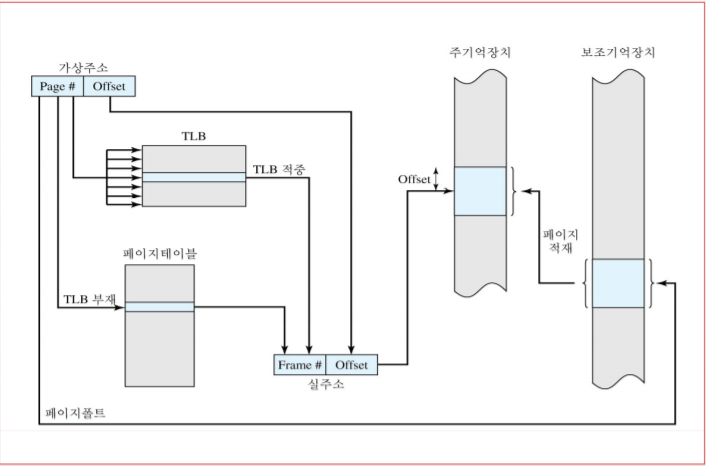 주기억장치
보조기억장치
가상주소
Page # Offset
TLB
TLB 적중
Offset
페이지
적재
페이지테이블
TLB 부재
Frame # Offset
실주소
페이지폴트